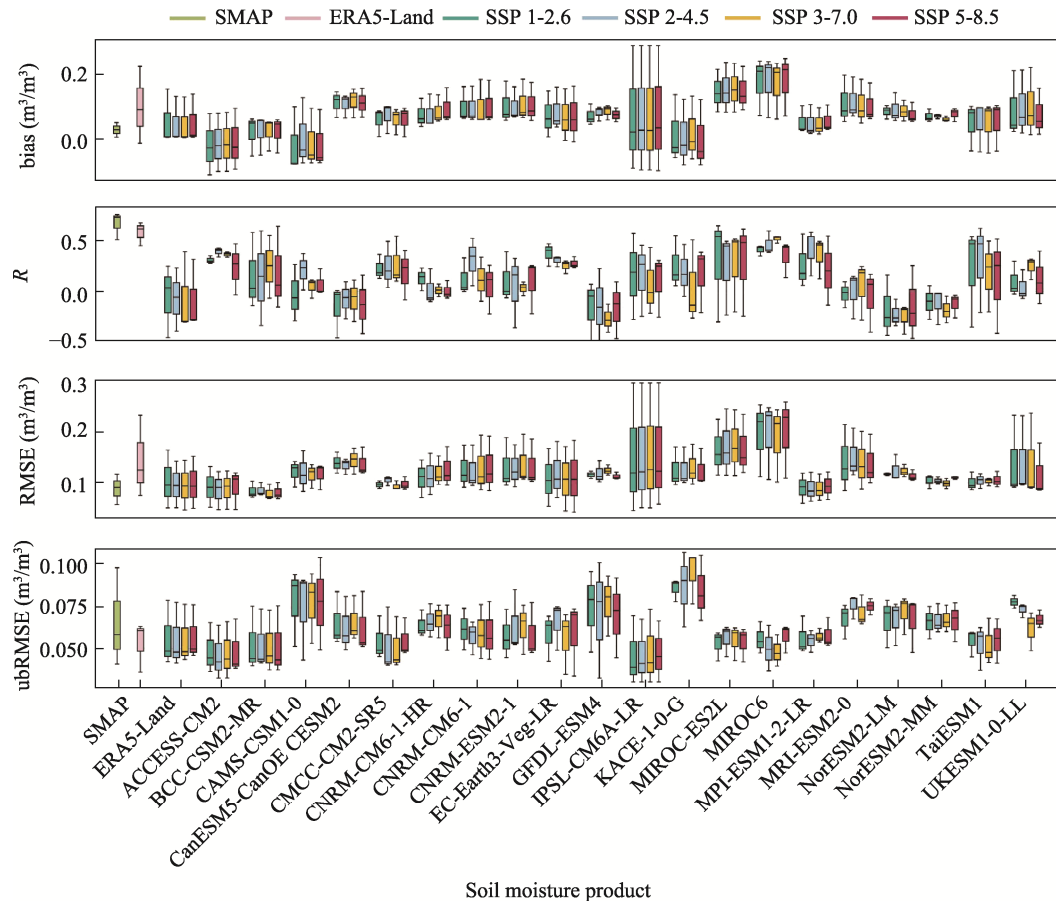 SMAP ERA5-Land SSP 1-2.6 SSP 2-4.5 SSP 3-7.0 SSP 5-8.5
bias (m³/m³)
0.2
0.0
R
0.5
0.0
−0.5
RMSE (m³/m³)
0.3
0.2
0.1
ubRMSE (m³/m³)
0.100
0.075
0.050
SMAP
ERA5-Land
ACCESS-CM2
BCC-CSM2-MR
CAMS-CSM1-0
CanESM5-CanOE CESM2
CMCC-CM2-SR5
CNRM-CM6-1-HR
CNRM-CM6-1
CNRM-ESM2-1
EC-Earth3-Veg-LR
GFDL-ESM4
IPSL-CM6A-LR
KACE-1-0-G
MIROC-ES2L
MIROC6
MPI-ESM1-2-LR
MRI-ESM2-0
NorESM2-LM
NorESM2-MM
TaiESM1
UKESM1-0-LL
Soil moisture product